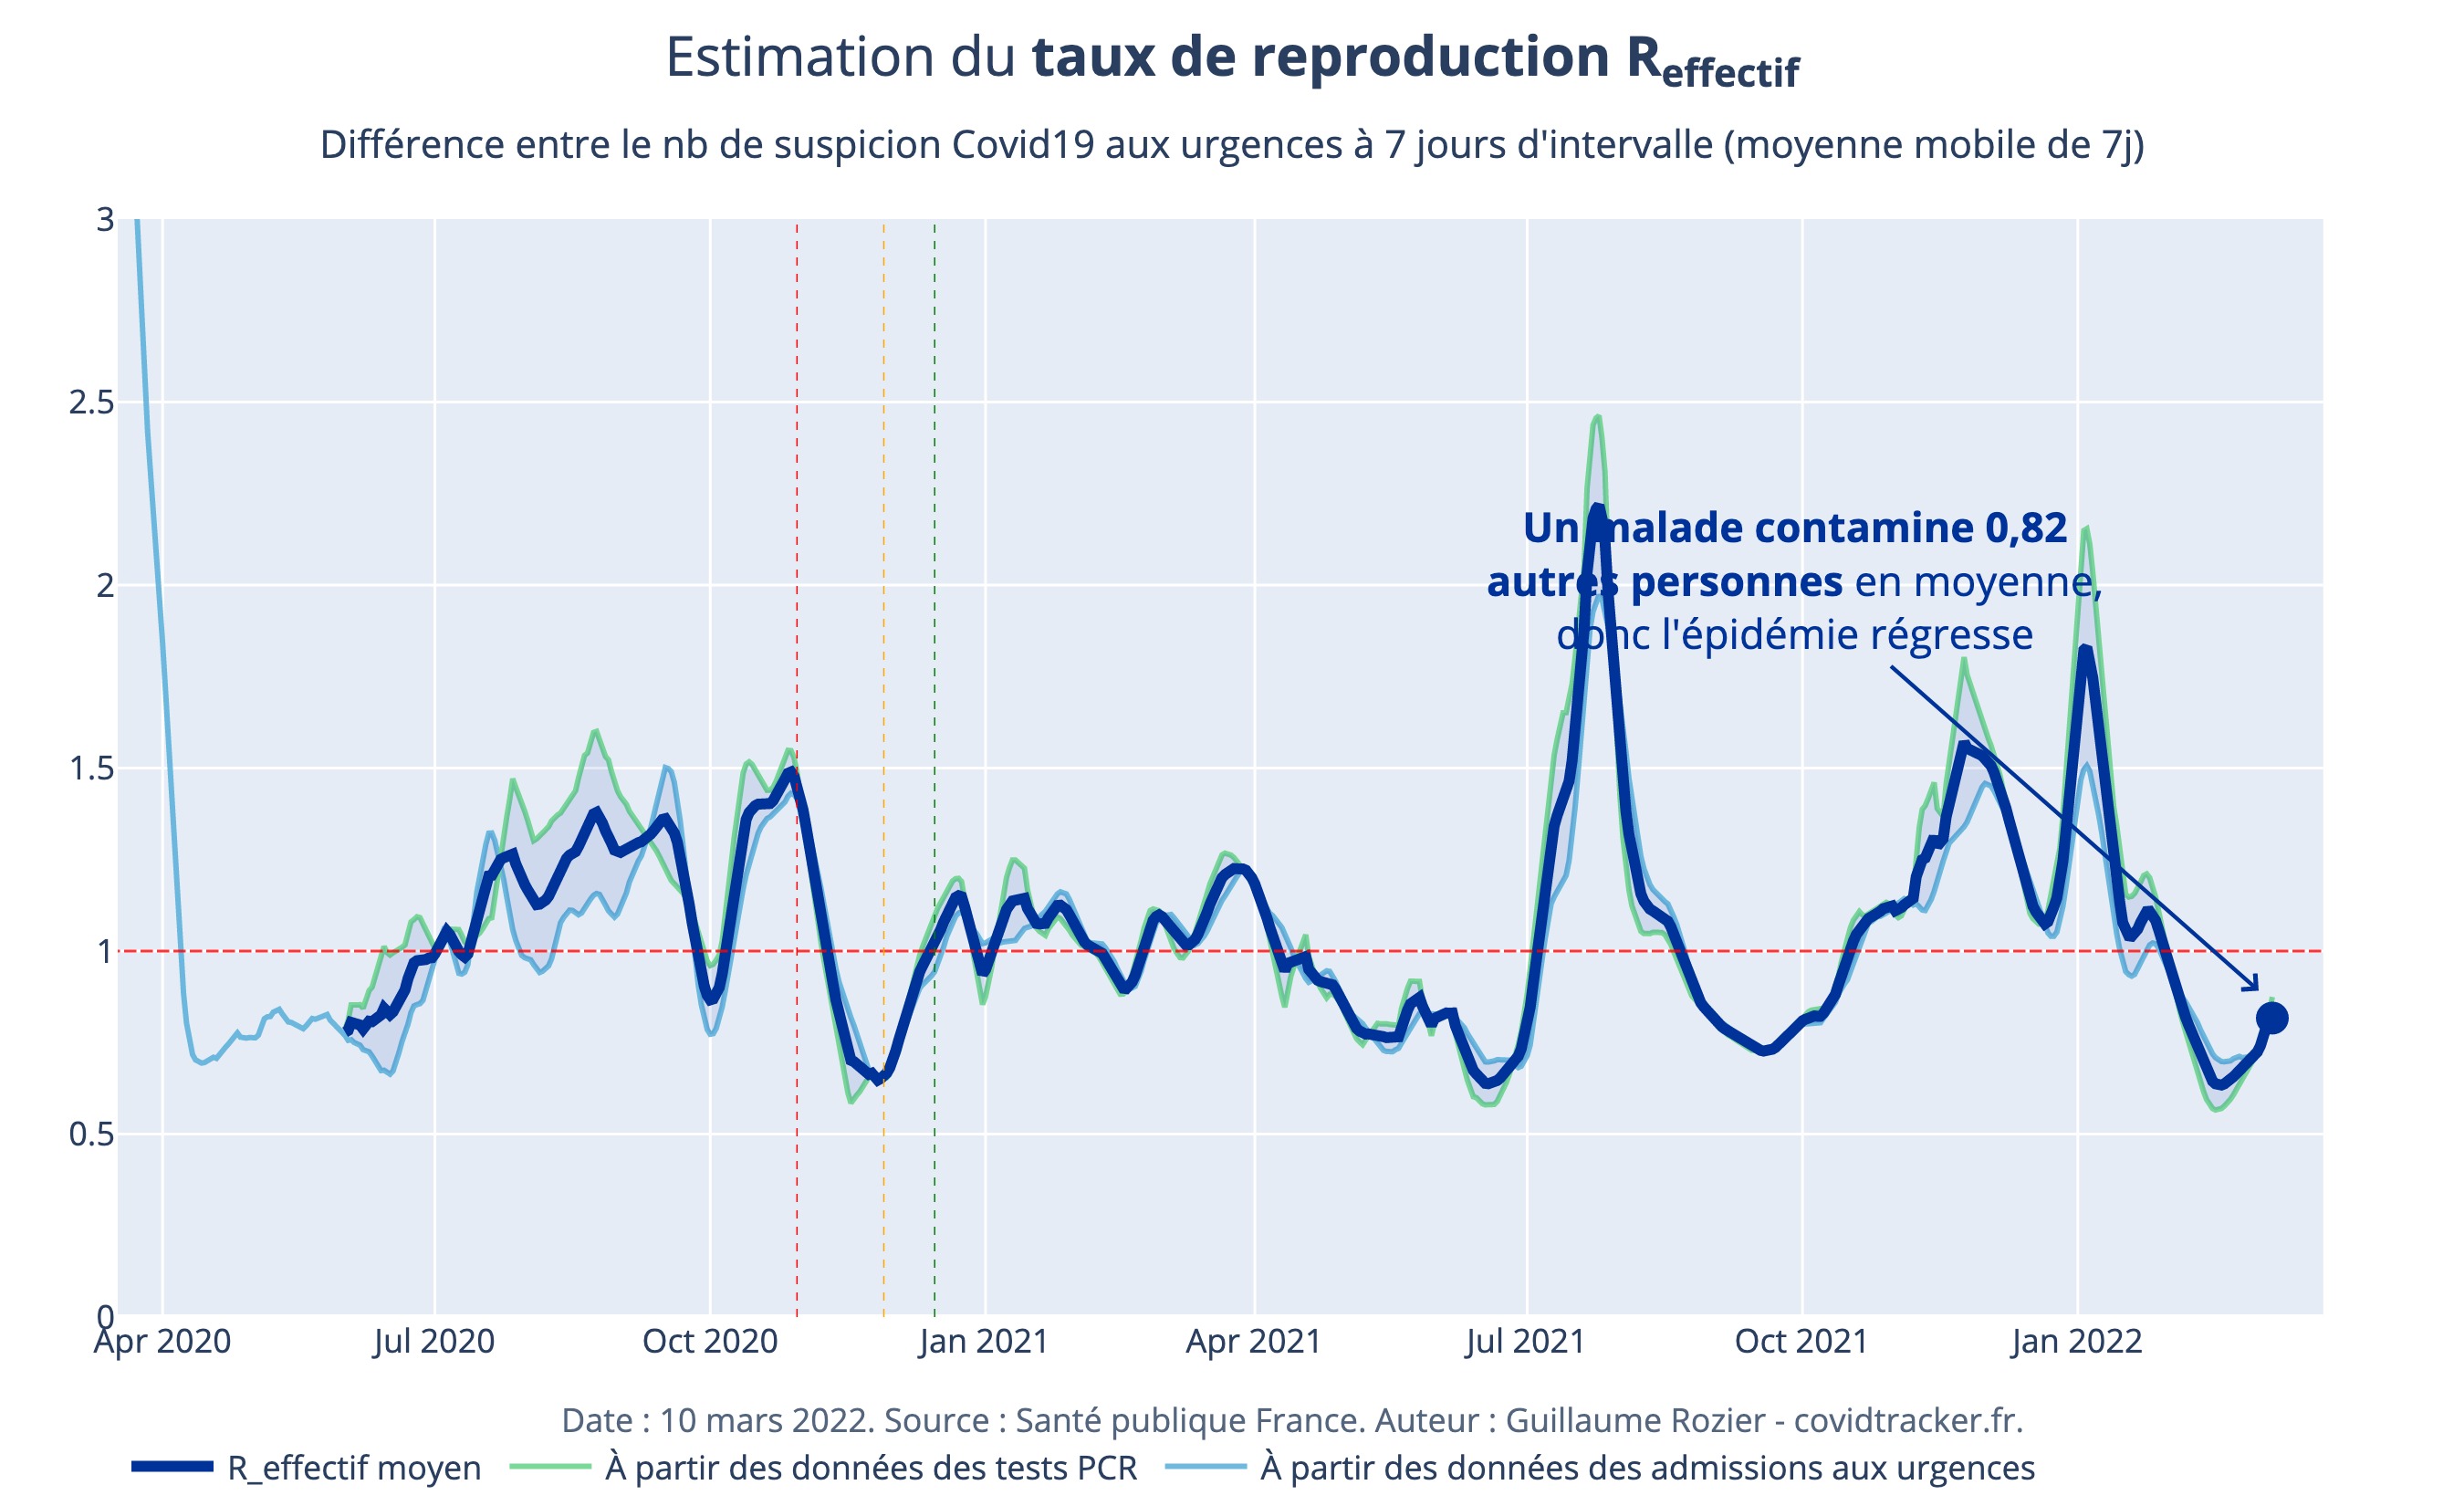 Estimation du taux de reproduction Reffectif
Différence entre le nb de suspicion Covid19 aux urgences à 7 jours d'intervalle (moyenne mobile de 7j)
3
2.5
2
1.5
1
0.5
0
Un malade contamine 0,82
autres personnes en moyenne,
donc l'épidémie régresse
Apr 2020
Jul 2020
Oct 2020
Jan 2021
Apr 2021
Jul 2021
Oct 2021
Jan 2022
Date : 10 mars 2022. Source : Santé publique France. Auteur : Guillaume Rozier - covidtracker.fr.
R_effectif moyen
À partir des données des tests PCR
À partir des données des admissions aux urgences